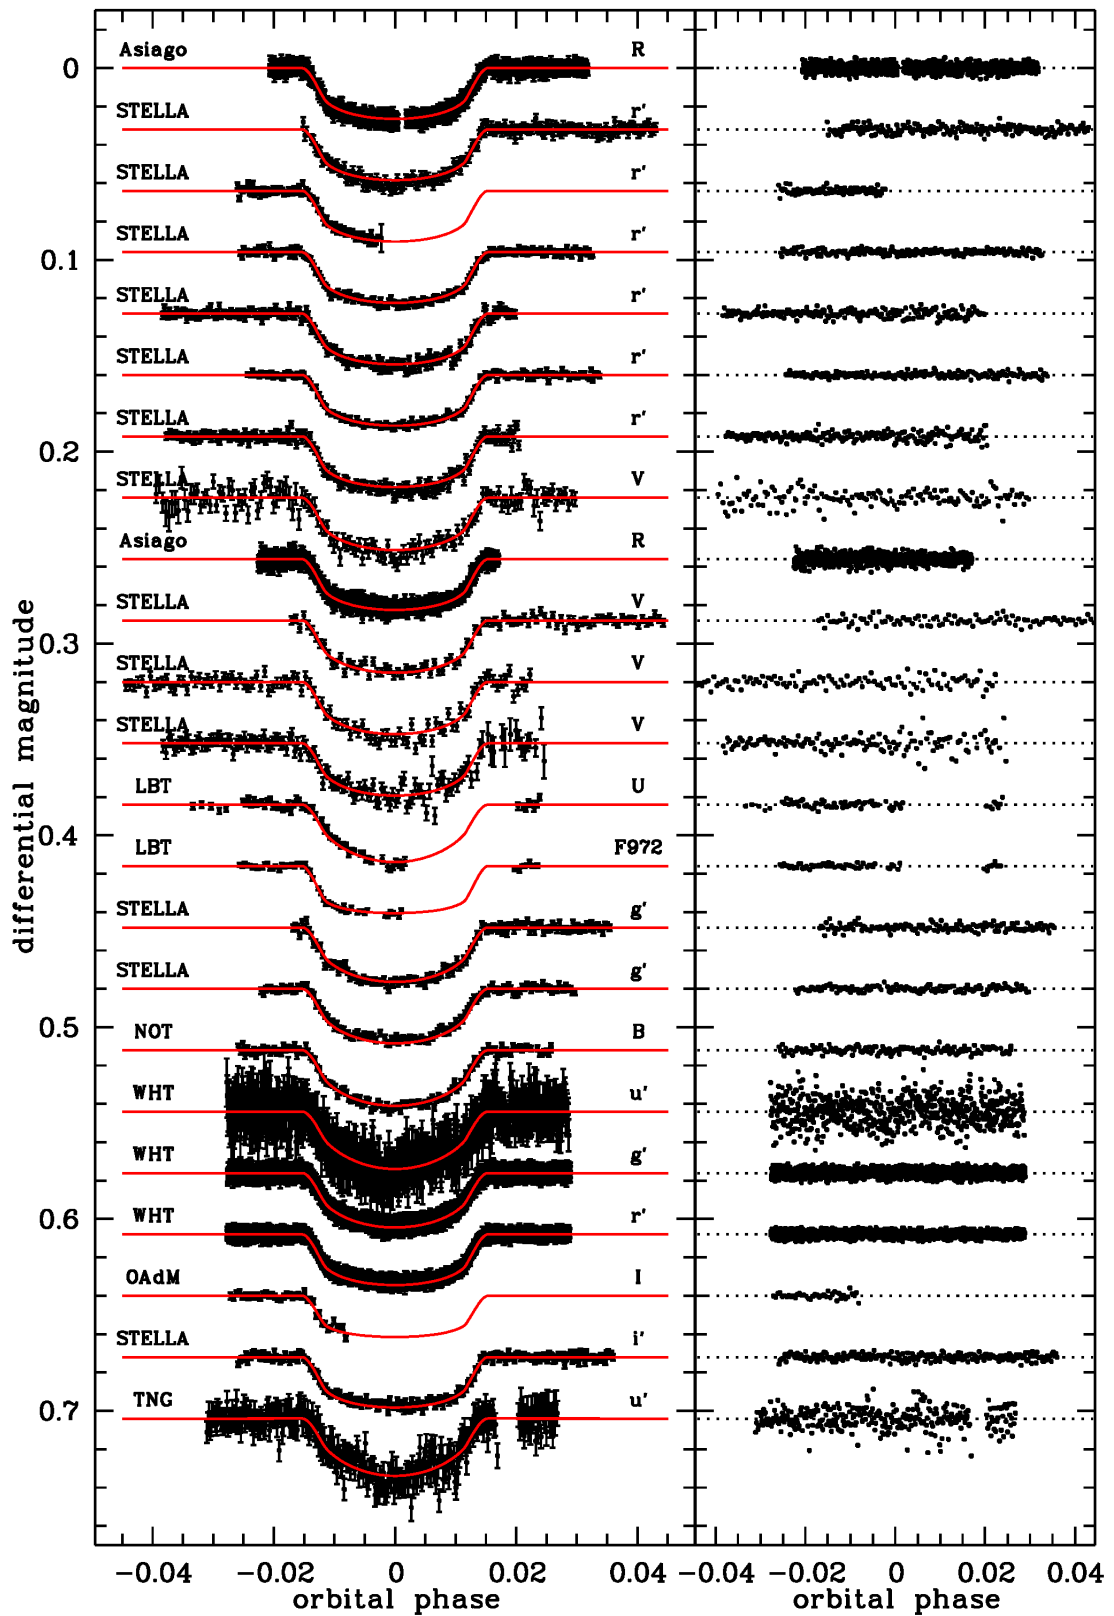 Asiago R
0
STELLA r'
STELLA r'
STELLA r'
0.1
STELLA r'
STELLA r'
STELLA r'
0.2
STELLA V
Asiago R
STELLA V
0.3
STELLA V
STELLA V
LBT U
0.4
LBT F972
STELLA g'
STELLA g'
0.5
NOT B
WHT u'
WHT g'
WHT r'
0.6
OAdM I
STELLA i'
TNG u'
0.7
differential magnitude
-0.04 -0.02 0 0.02 0.04
-0.04 -0.02 0 0.02 0.04
orbital phase
orbital phase